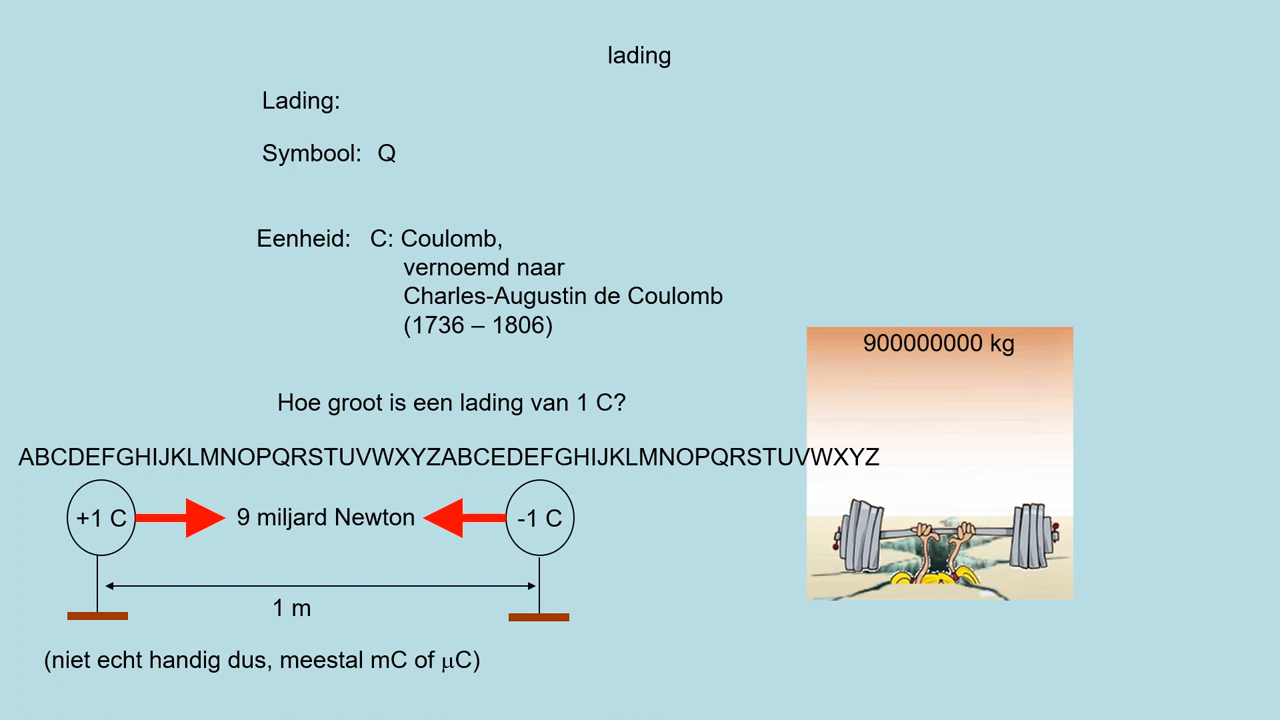 lading
Lading:
Symbool: Q
Eenheid: C: Coulomb,
vernoemd naar
Charles-Augustin de Coulomb
(1736 – 1806)
900000000 kg
Hoe groot is een lading van 1 C?
ABCDEFGHIJKLMNOPQRSTUVWXYZABCEDEFGHIJKLMNOPQRSTUVWXYZ
+1 C 9 miljard Newton -1 C
1 m
(niet echt handig dus, meestal mC of μC)